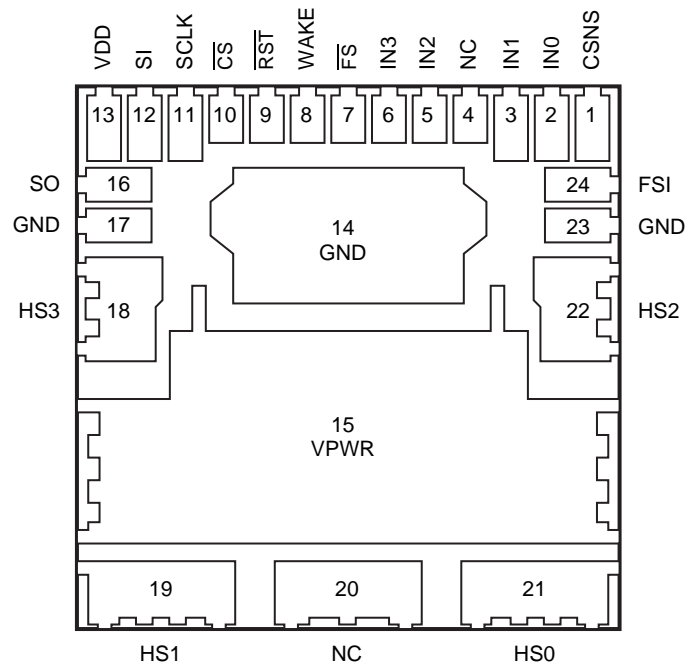 VDD
SI
SCLK
CS
RST
WAKE
FS
IN3
IN2
NC
IN1
IN0
CSNS
13
12
11
10
9
8
7
6
5
4
3
2
1
SO
16
24
FSI
GND
17
14
GND
23
GND
HS3
18
22
HS2
15
VPWR
19
20
21
HS1
NC
HS0